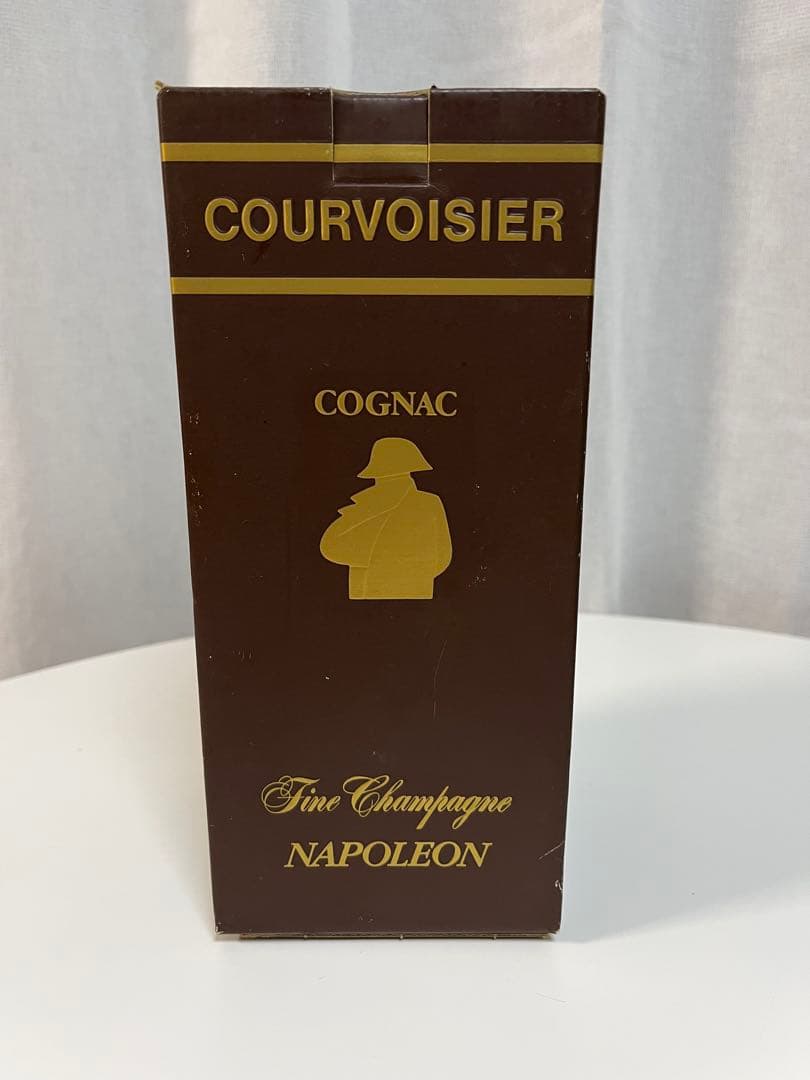 COURVOISIER
COGNAC
Fine Champagne
NAPOLEON